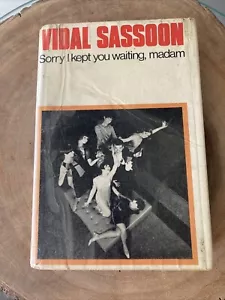 VIDAL SASSOON
Sorry I kept you waiting, madam